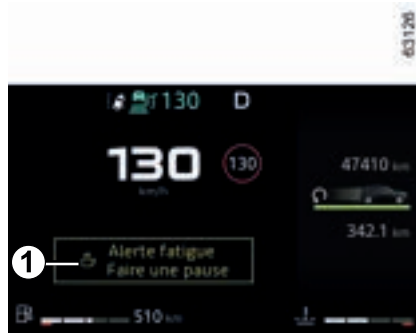 63126
130 D
130 130
km/h
47410 km
342.1 km
1 Alerte fatigue
Faire une pause
510 km